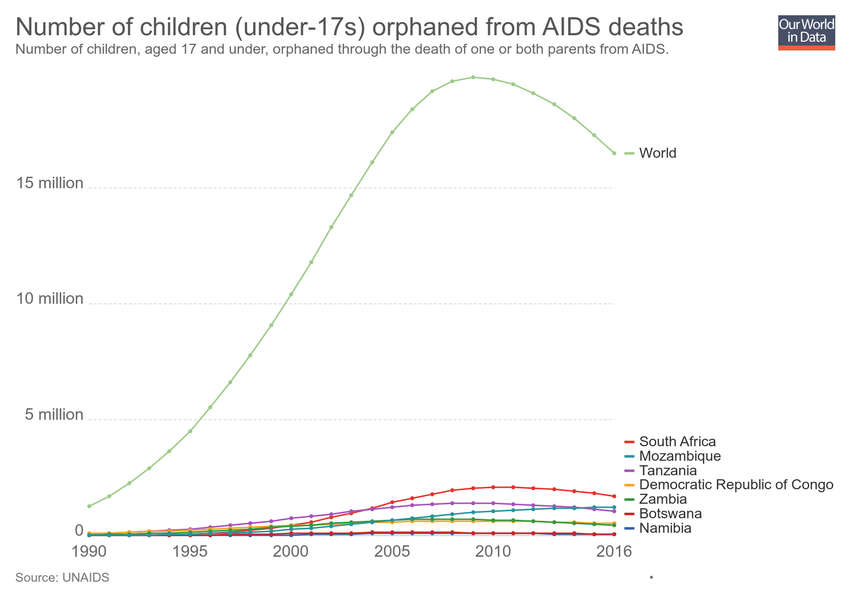 Number of children (under-17s) orphaned from AIDS deaths
Number of children, aged 17 and under, orphaned through the death of one or both parents from AIDS.
Our World
in Data
World
15 million
10 million
5 million
South Africa
Mozambique
Tanzania
Democratic Republic of Congo
Zambia
Botswana
Namibia
0
1990 1995 2000 2005 2010 2016
Source: UNAIDS